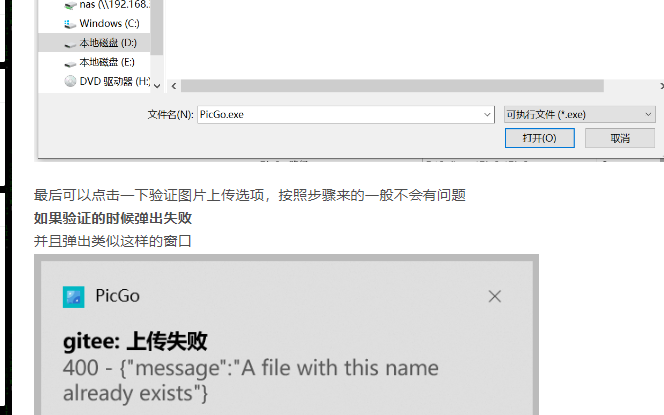 nas (\\192.168.
Windows (C:)
本地磁盘 (D:)
本地磁盘 (E:)
DVD 驱动器 (H:)
文件名(N):
PicGo.exe
可执行文件 (*.exe)
打开(O)
取消
最后可以点击一下验证图片上传选项，按照步骤来的一般不会有问题
如果验证的时候弹出失败
并且弹出类似这样的窗口
PicGo
gitee: 上传失败
400 - {"message":"A file with this name
already exists"}